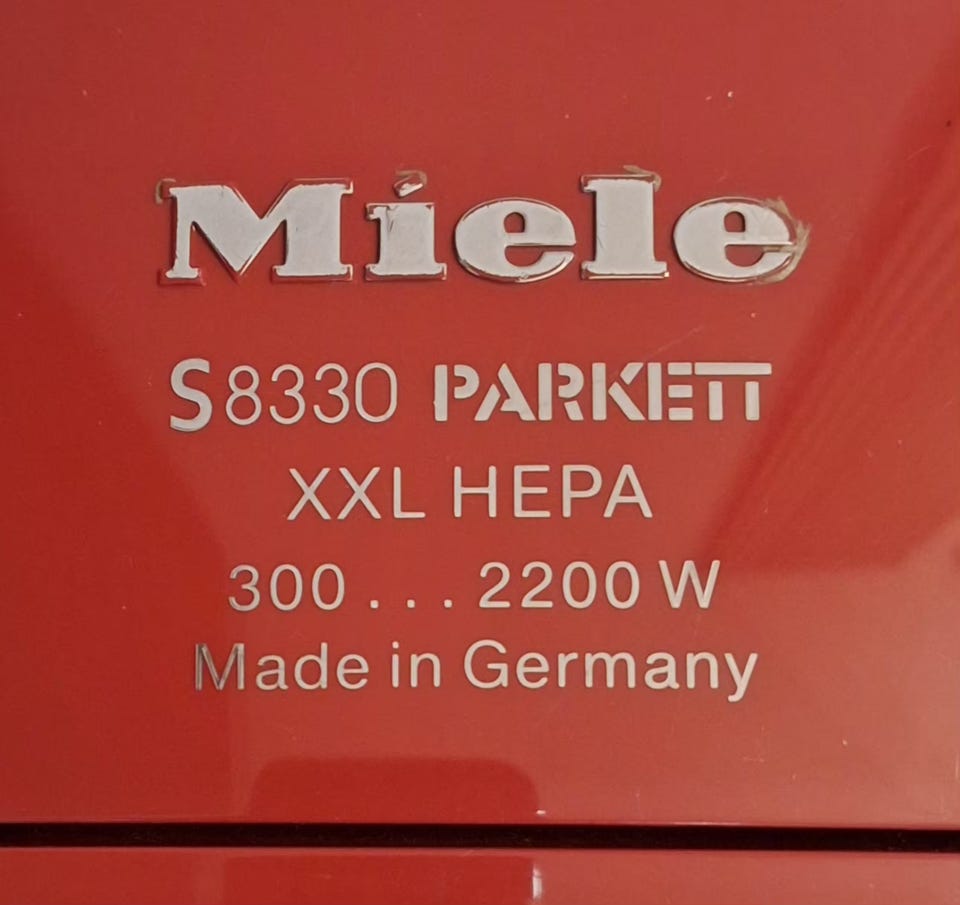 Miele
S8330 PARKETT
XXL HEPA
300 . . . 2200 W
Made in Germany